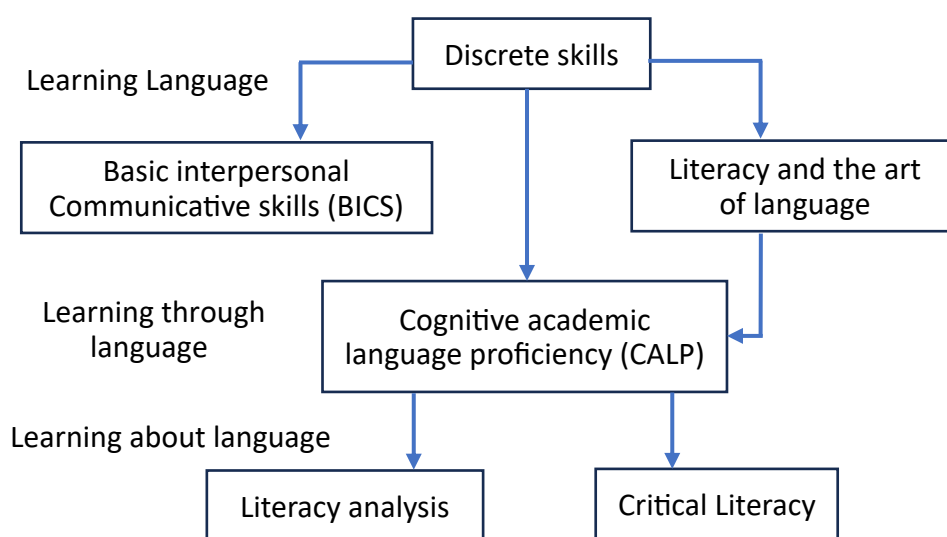 Discrete skills
Learning Language
Basic interpersonal
Communicative skills (BICS)
Literacy and the art
of language
Learning through
language
Cognitive academic
language proficiency (CALP)
Learning about language
Literacy analysis
Critical Literacy